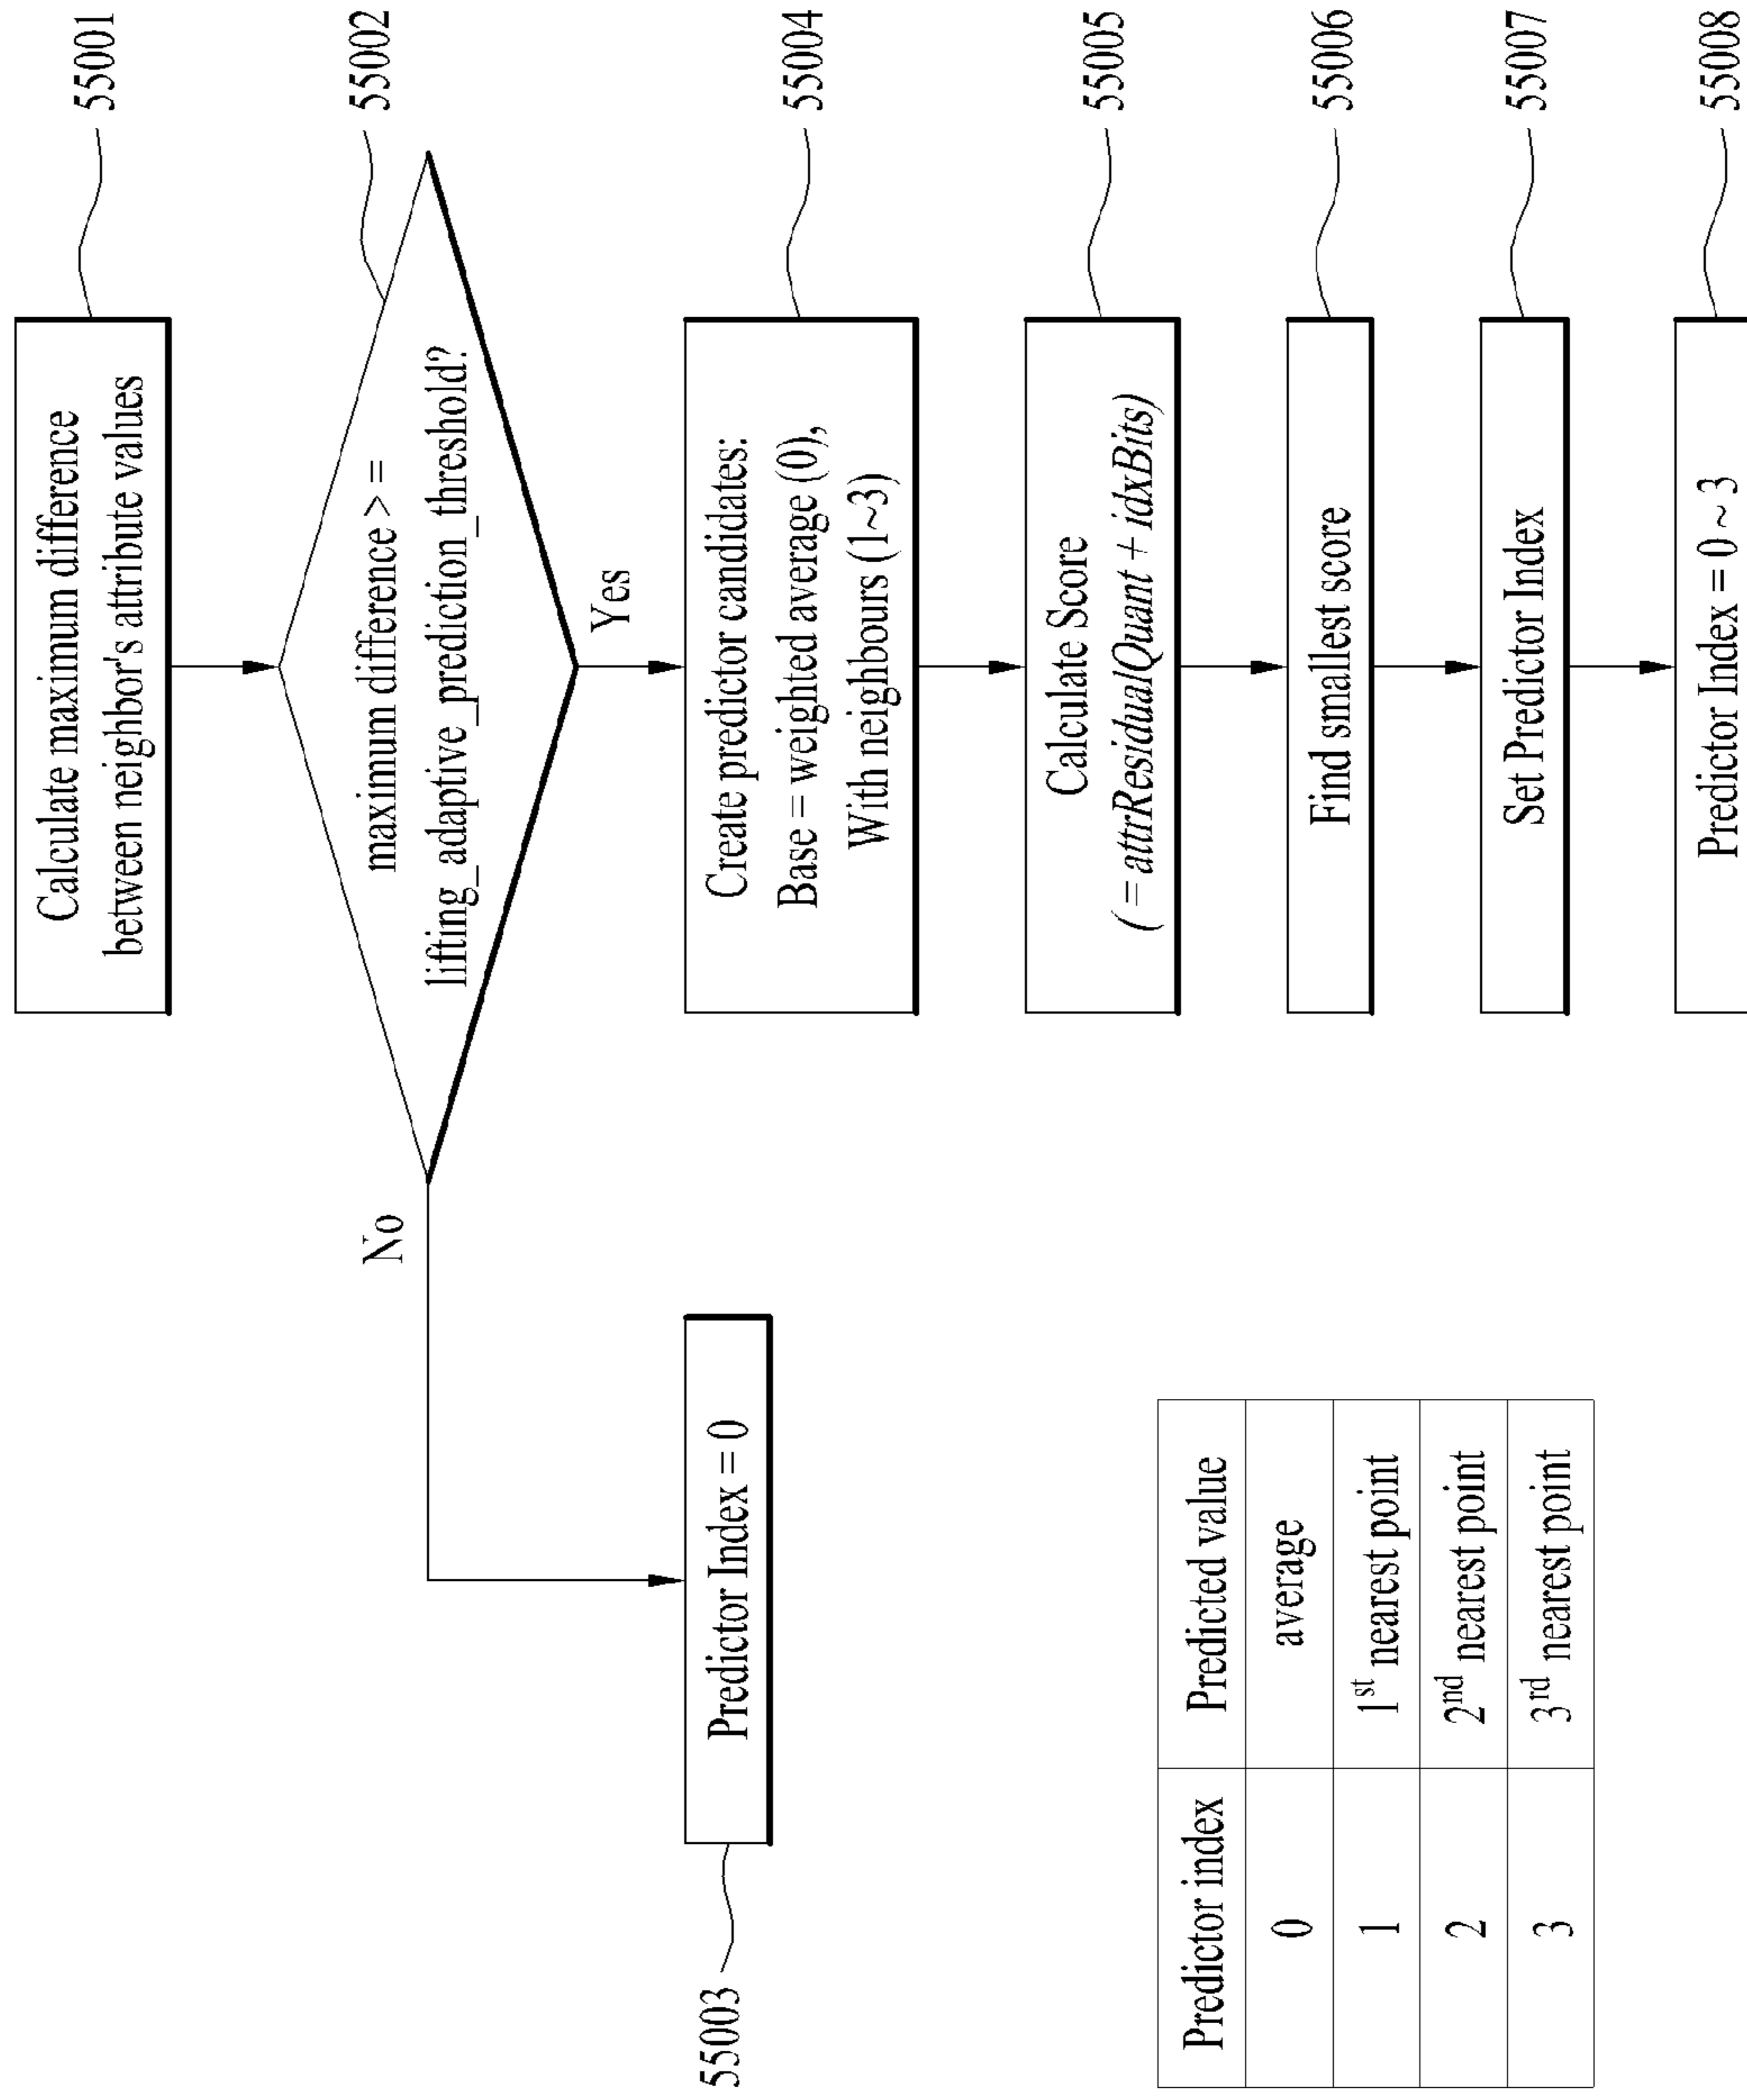 Calculate maximum difference
between neighbor's attribute values
55001
maximum difference >=
lifting_adaptive_prediction_threshold?
55002
No
Yes
Predictor Index = 0
55003
Create predictor candidates:
Base = weighted average (0),
With neighbours (1~3)
55004
Calculate Score
(= attrResidualQuant + idxBits)
55005
Find smallest score
55006
Set Predictor Index
55007
Predictor Index = 0 ~ 3
55008
Predictor index Predicted value
0 average
1 1st nearest point
2 2nd nearest point
3 3rd nearest point